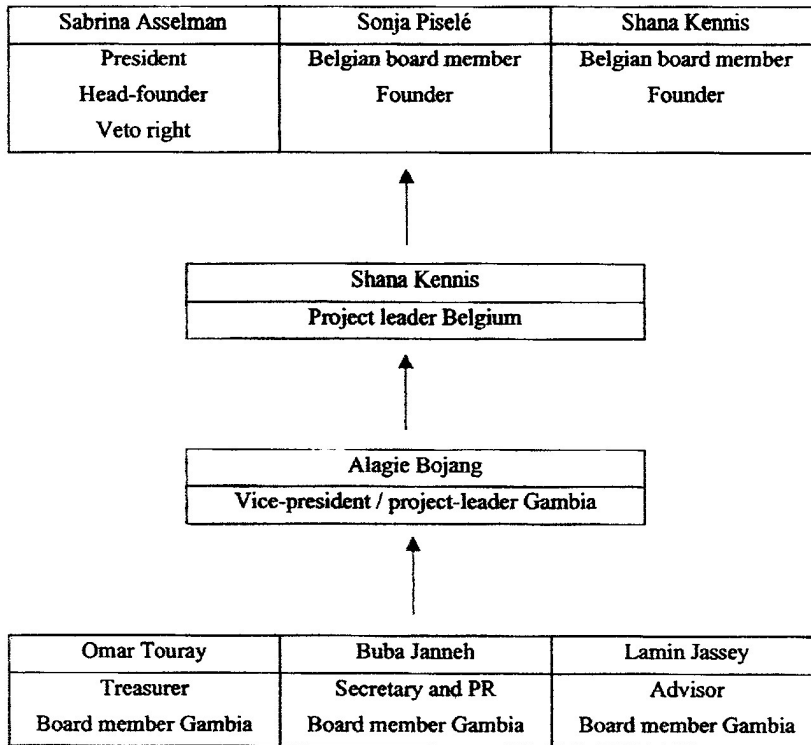 Sabrina Asselman
President
Head-founder
Veto right
Sonja Piselé
Belgian board member
Founder
Shana Kennis
Belgian board member
Founder
Shana Kennis
Project leader Belgium
Alagie Bojang
Vice-president / project-leader Gambia
Omar Touray
Treasurer
Board member Gambia
Buba Janneh
Secretary and PR
Board member Gambia
Lamin Jassey
Advisor
Board member Gambia